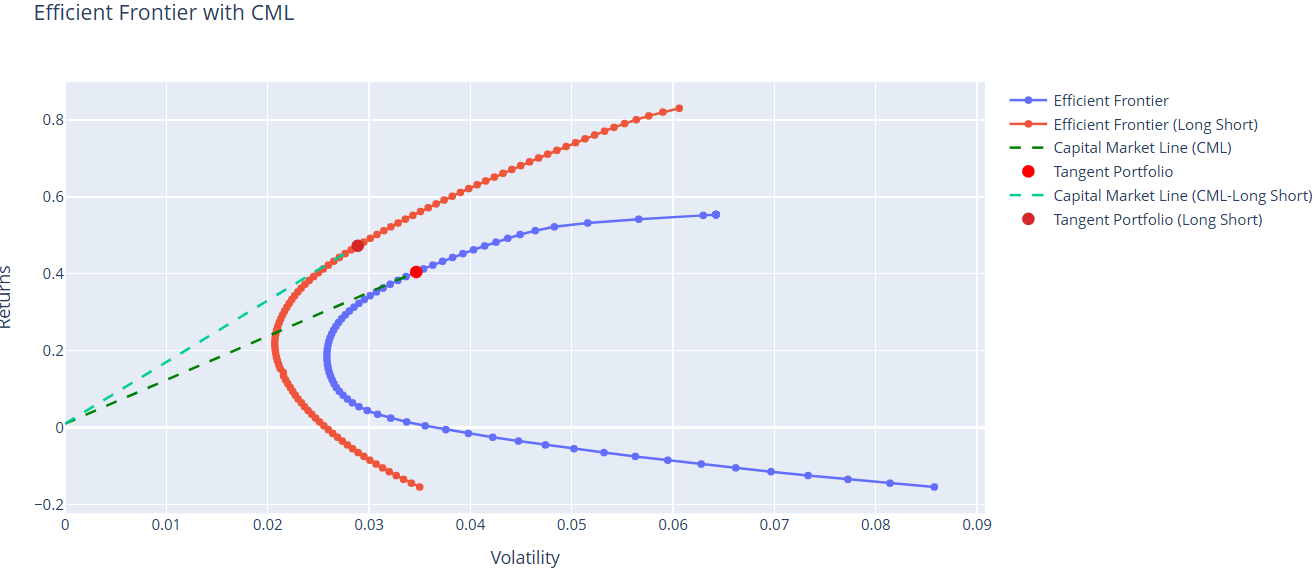 Efficient Frontier with CML
Efficient Frontier
Efficient Frontier (Long Short)
Capital Market Line (CML)
Tangent Portfolio
Capital Market Line (CML-Long Short)
Tangent Portfolio (Long Short)
Returns
0.8
0.6
0.4
0.2
0
−0.2
0 0.01 0.02 0.03 0.04 0.05 0.06 0.07 0.08 0.09
Volatility